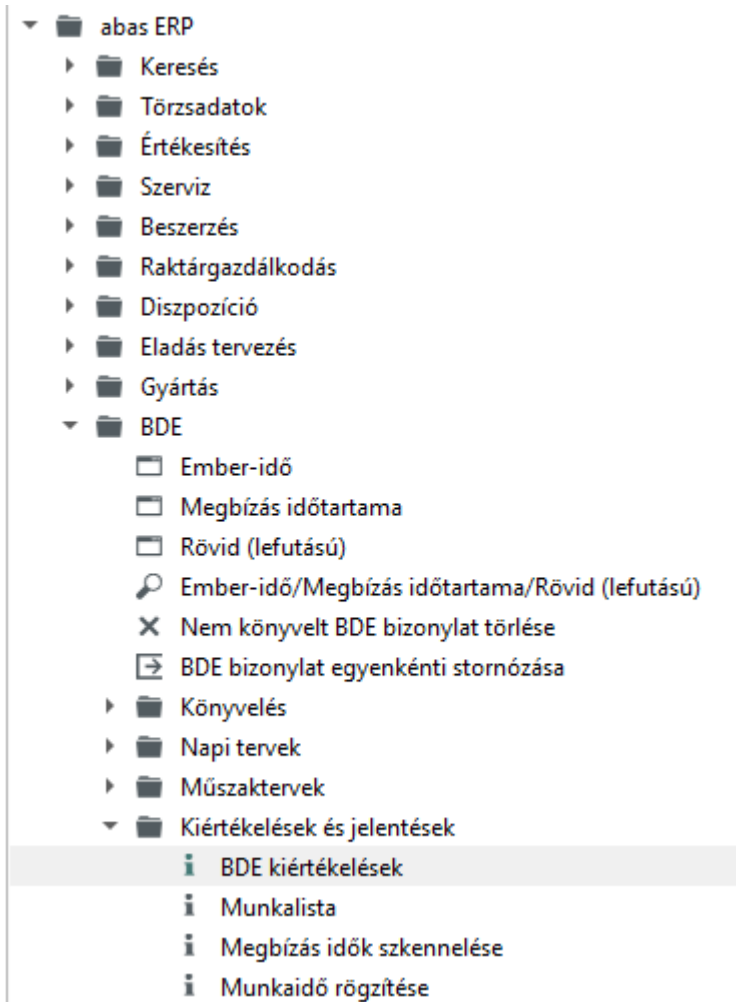 abas ERP
Keresés
Törzsadatok
Értékesítés
Szerviz
Beszerzés
Raktárgazdálkodás
Diszpozíció
Eladás tervezés
Gyártás
BDE
Ember-idő
Megbízás időtartama
Rövid (lefutású)
Ember-idő/Megbízás időtartama/Rövid (lefutású)
Nem könyvelt BDE bizonylat törlése
BDE bizonylat egyenkénti stornózása
Könyvelés
Napi tervek
Műszaktervek
Kiértékelések és jelentések
BDE kiértékelések
Munkalista
Megbízás idők szkennelése
Munkaidő rögzítése